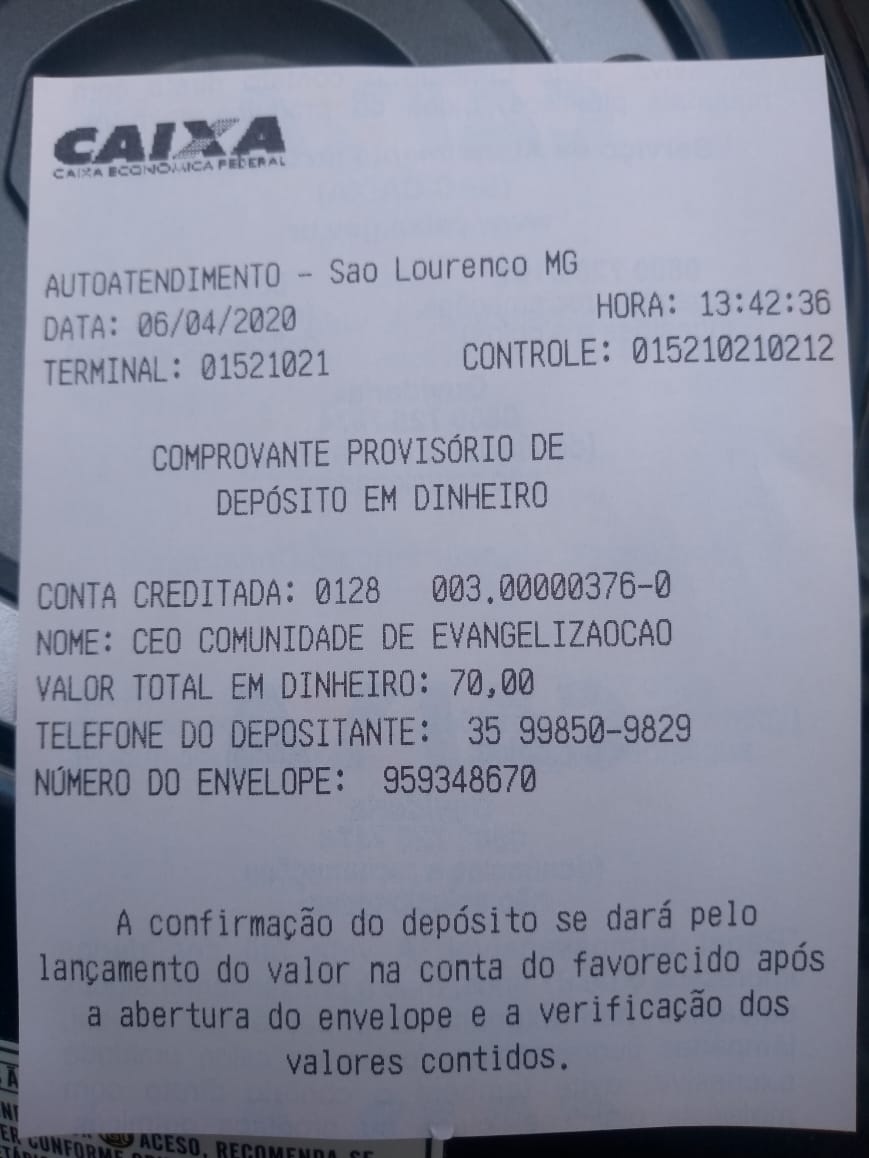 CAIXA
CAIXA ECONÔMICA FEDERAL
AUTOATENDIMENTO - Sao Lourenco MG
DATA: 06/04/2020 HORA: 13:42:36
TERMINAL: 01521021 CONTROLE: 015210210212
COMPROVANTE PROVISÓRIO DE
DEPÓSITO EM DINHEIRO
CONTA CREDITADA: 0128 003.00000376-0
NOME: CEO COMUNIDADE DE EVANGELIZAOCAO
VALOR TOTAL EM DINHEIRO: 70,00
TELEFONE DO DEPOSITANTE: 35 99850-9829
NÚMERO DO ENVELOPE: 959348670
A confirmação do depósito se dará pelo
lançamento do valor na conta do favorecido após
a abertura do envelope e a verificação dos
valores contidos.
CONFORME
ACESO, RECOMENDA